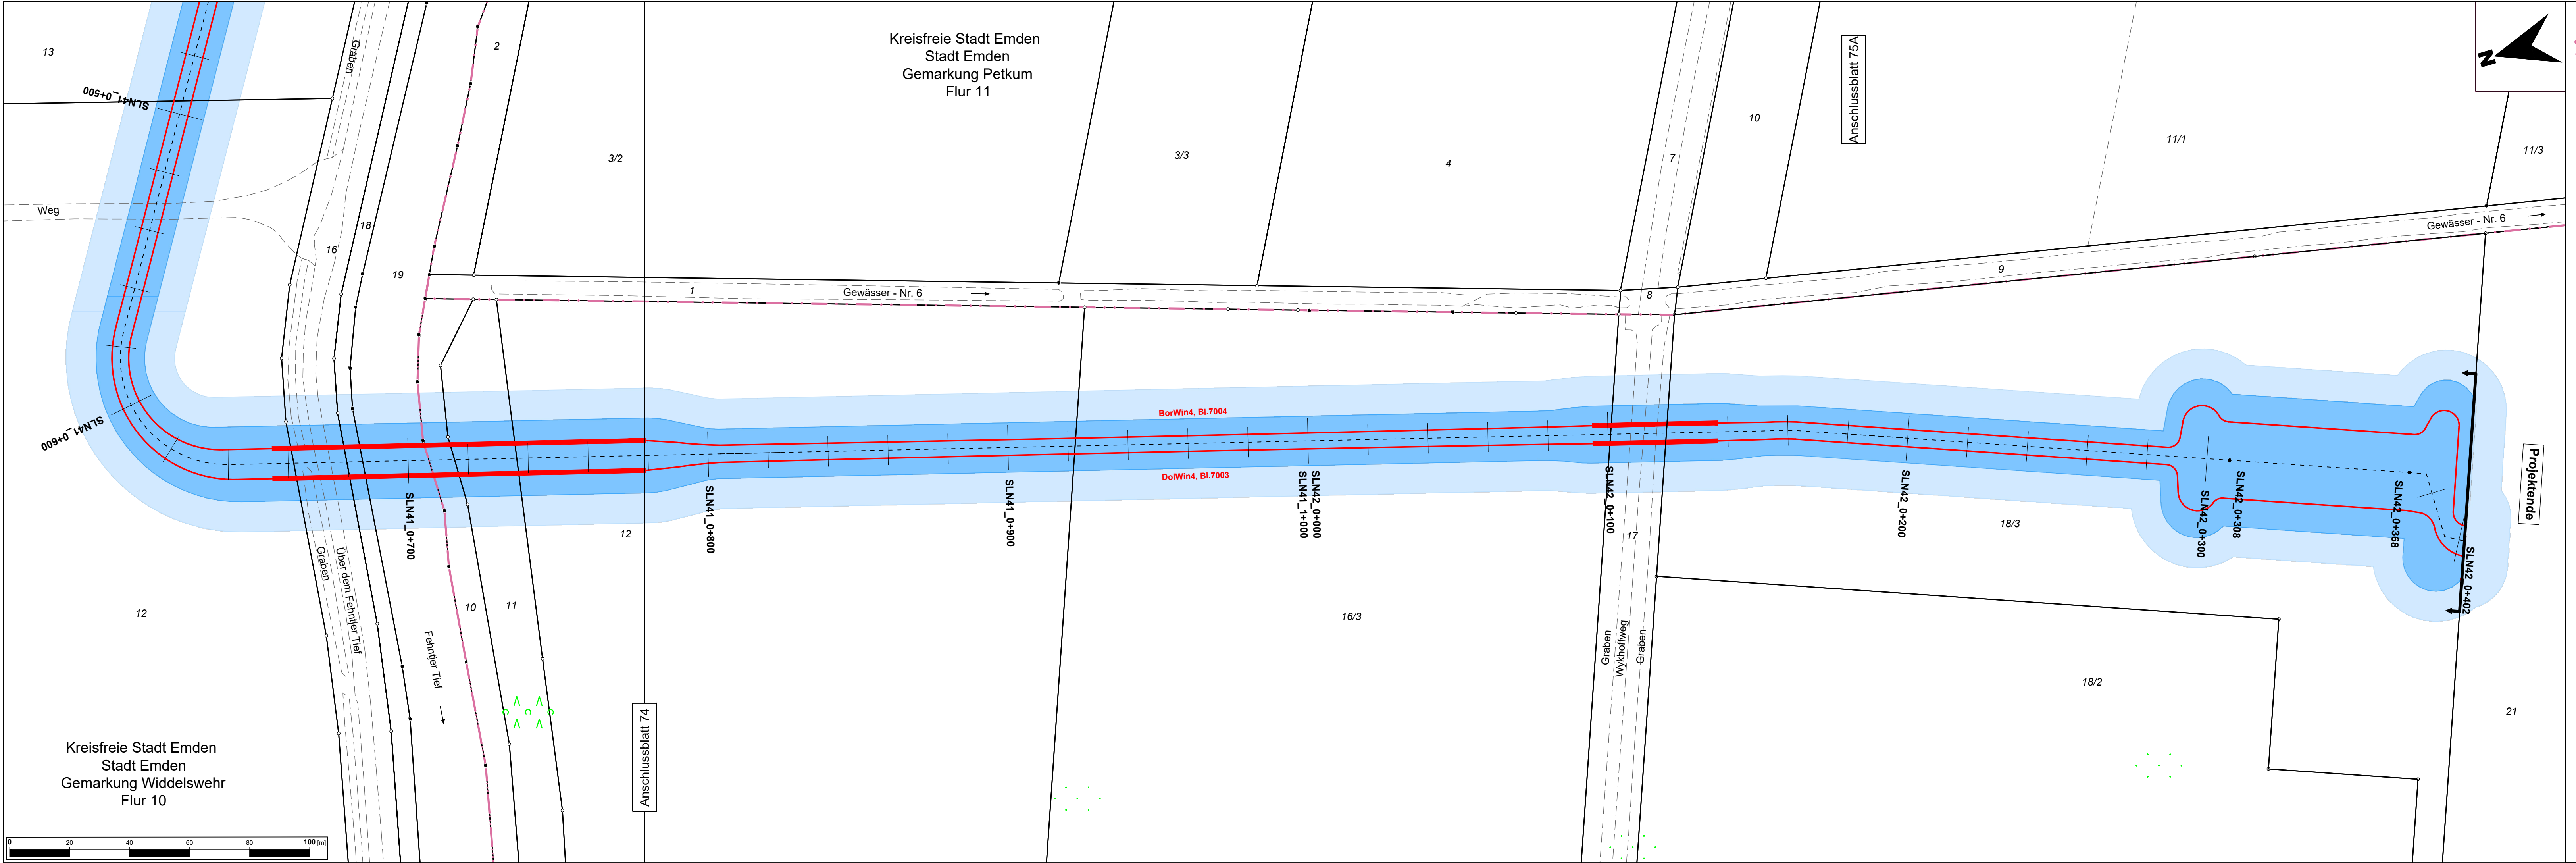 13
SLN41_0+500
Graben
2
Kreisfreie Stadt Emden
Stadt Emden
Gemarkung Petkum
Flur 11
3/2
3/3
4
7
10
Anschlussblatt 75A
11/1
11/3
N
Weg
16
18
19
1
Gewässer - Nr. 6
8
9
Gewässer - Nr. 6
SLN41_0+600
BorWin4, Bl.7004
DolWin4, Bl.7003
SLN41_0+700
SLN41_0+800
SLN41_0+900
SLN41_1+000
SLN42_0+000
SLN42_0+100
SLN42_0+200
SLN42_0+300
SLN42_0+308
SLN42_0+368
SLN42_0+402
Projektende
12
17
18/3
Graben
Über dem Fehntjer Tief
12
10
11
Fehntjer Tief
16/3
Graben
Wykhoffweg
Graben
18/2
21
Anschlussblatt 74
Kreisfreie Stadt Emden
Stadt Emden
Gemarkung Widdelswehr
Flur 10
0 20 40 60 80 100 [m]